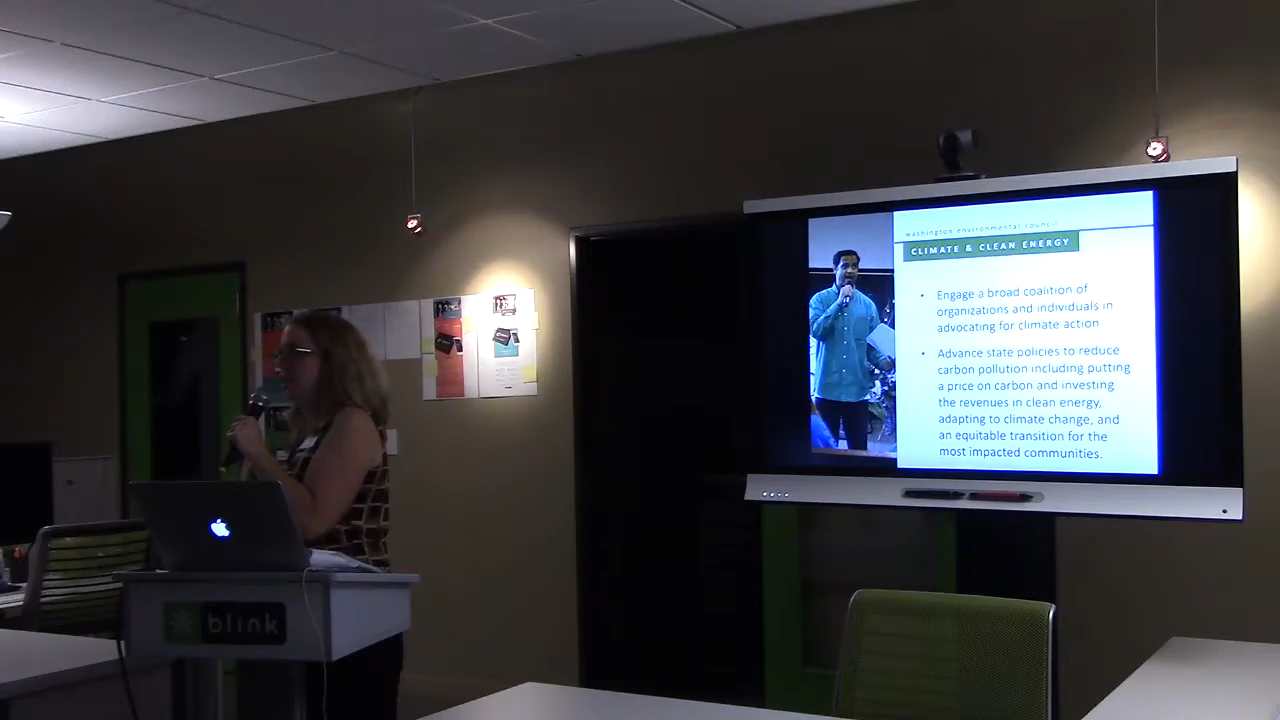 washington environmental council
CLIMATE & CLEAN ENERGY
• Engage a broad coalition of
organizations and individuals in
advocating for climate action
• Advance state policies to reduce
carbon pollution including putting
a price on carbon and investing
the revenues in clean energy,
adapting to climate change, and
an equitable transition for the
most impacted communities.
blink